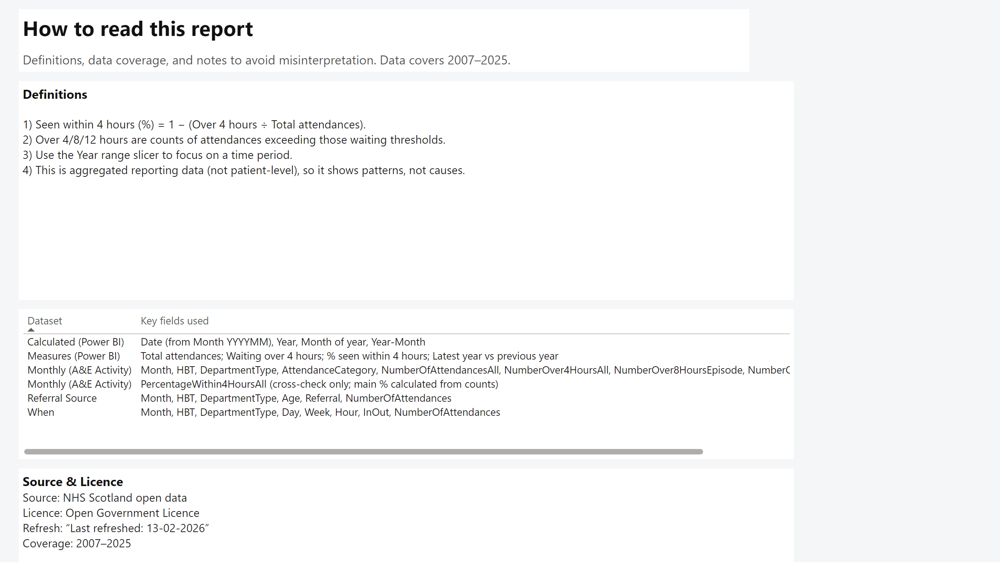 How to read this report
Definitions, data coverage, and notes to avoid misinterpretation. Data covers 2007–2025.
Definitions
1) Seen within 4 hours (%) = 1 − (Over 4 hours ÷ Total attendances).
2) Over 4/8/12 hours are counts of attendances exceeding those waiting thresholds.
3) Use the Year range slicer to focus on a time period.
4) This is aggregated reporting data (not patient-level), so it shows patterns, not causes.
Dataset Key fields used
Calculated (Power BI) Date (from Month YYYYMM), Year, Month of year, Year-Month
Measures (Power BI) Total attendances; Waiting over 4 hours; % seen within 4 hours; Latest year vs previous year
Monthly (A&E Activity) Month, HBT, DepartmentType, AttendanceCategory, NumberOfAttendancesAll, NumberOver4HoursAll, NumberOver8HoursEpisode,
Monthly (A&E Activity) PercentageWithin4HoursAll (cross-check only; main % calculated from counts)
Referral Source Month, HBT, DepartmentType, Age, Referral, NumberOfAttendances
When Month, HBT, DepartmentType, Day, Week, Hour, InOut, NumberOfAttendances
Source & Licence
Source: NHS Scotland open data
Licence: Open Government Licence
Refresh: “Last refreshed: 13-02-2026”
Coverage: 2007–2025